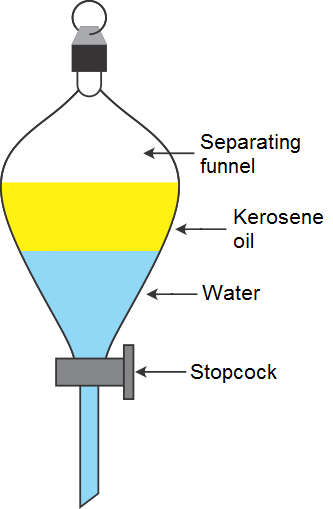 Separating
funnel
Kerosene
oil
Water
Stopcock